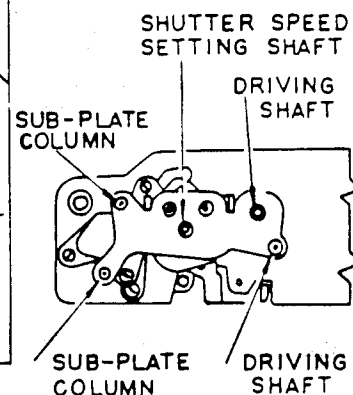 SHUTTER SPEED
SETTING SHAFT
DRIVING
SHAFT
SUB-PLATE
COLUMN
SUB-PLATE
COLUMN
DRIVING
SHAFT